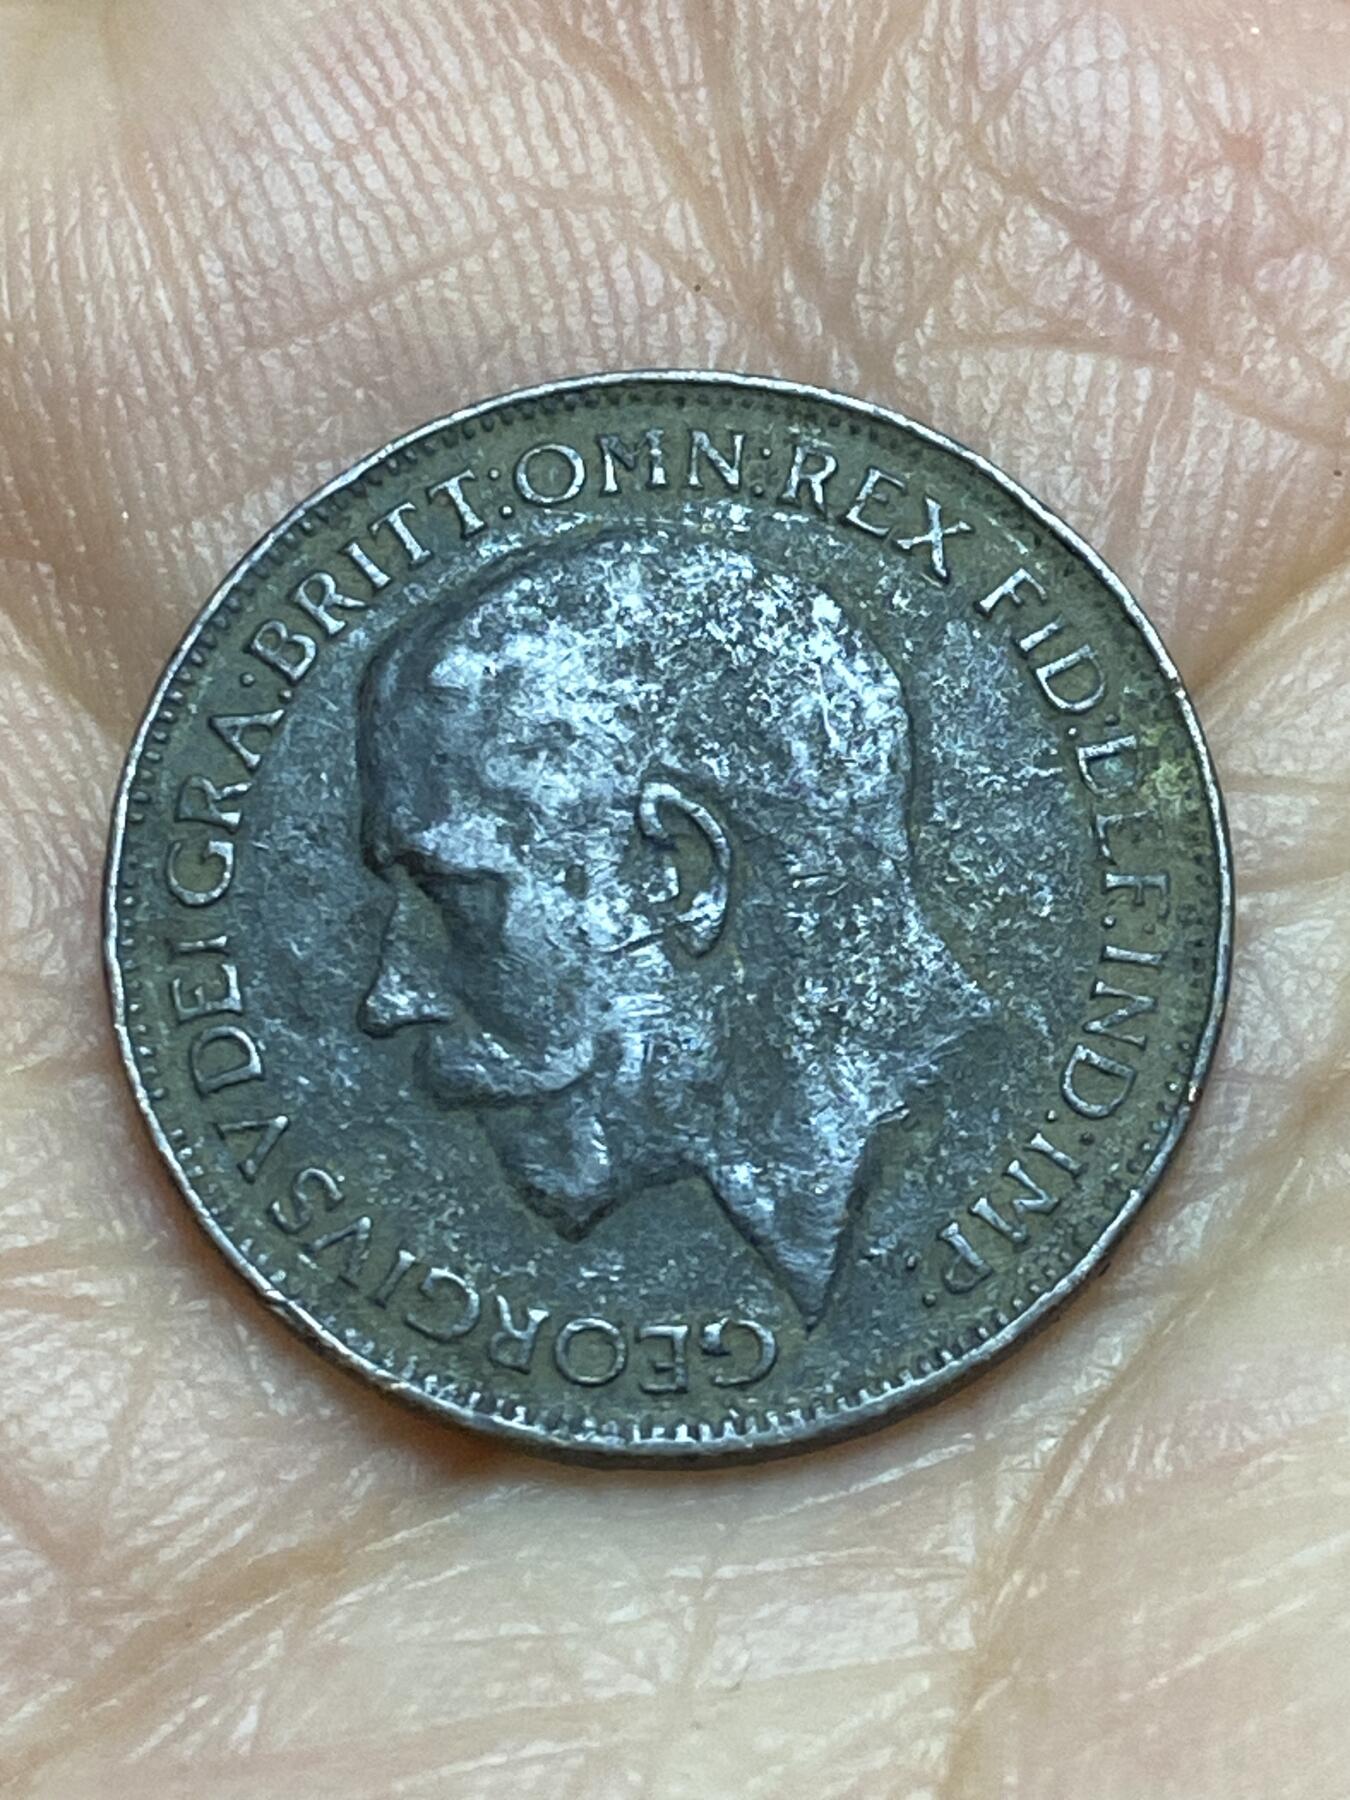 GEORGIVS V DEI GRA: BRITT: OMN: REX FID: DEF: IND: IMP: